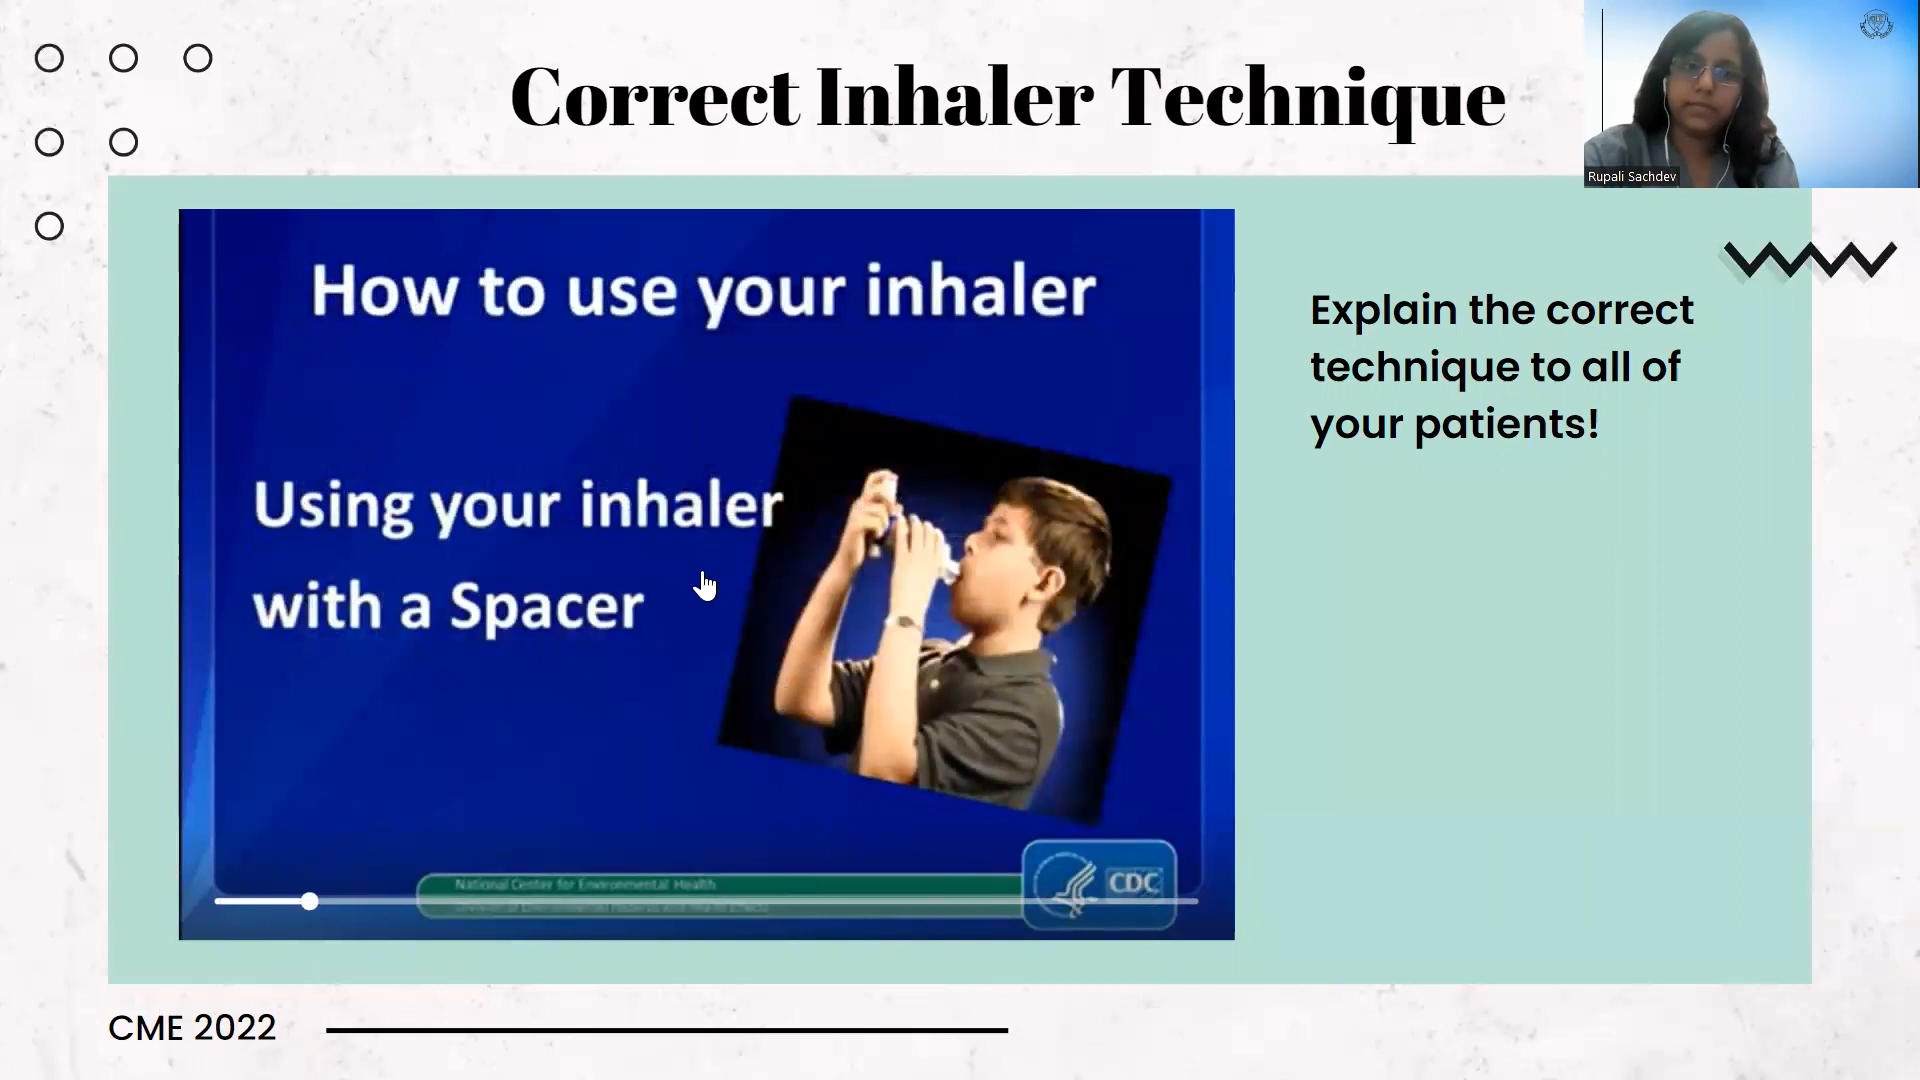 Correct Inhaler Technique
Rupali Sachdev
How to use your inhaler
Using your inhaler
with a Spacer
Explain the correct
technique to all of
your patients!
National Center for Environmental Health
CDC
CME 2022